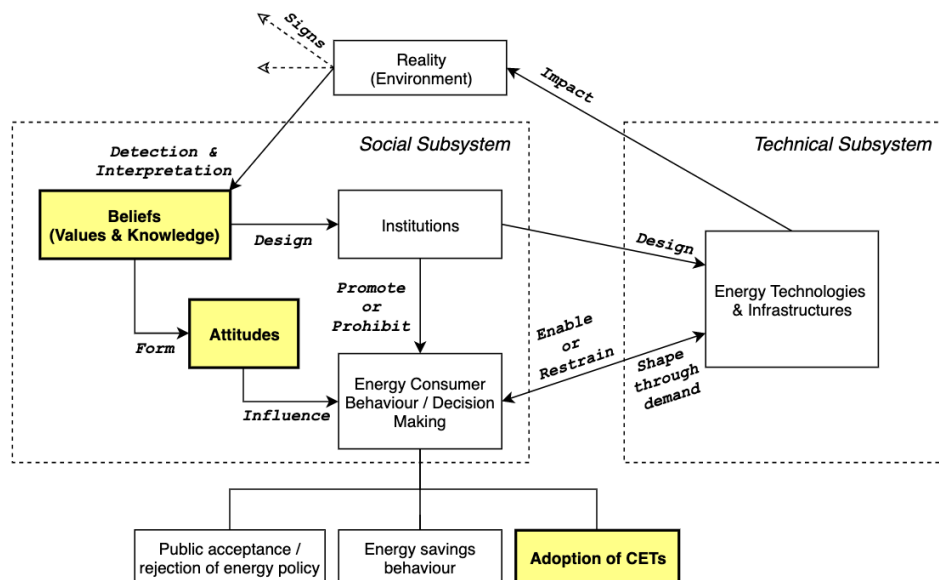 Signs
Reality
(Environment)
Impact
Social Subsystem
Technical Subsystem
Detection &
Interpretation
Beliefs
(Values & Knowledge)
Design
Institutions
Design
Energy Technologies
& Infrastructures
Promote
or
Prohibit
Form
Attitudes
Influence
Energy Consumer
Behaviour / Decision
Making
Enable
or
Restrain
Shape
through
demand
Public acceptance /
rejection of energy policy
Energy savings
behaviour
Adoption of CETs